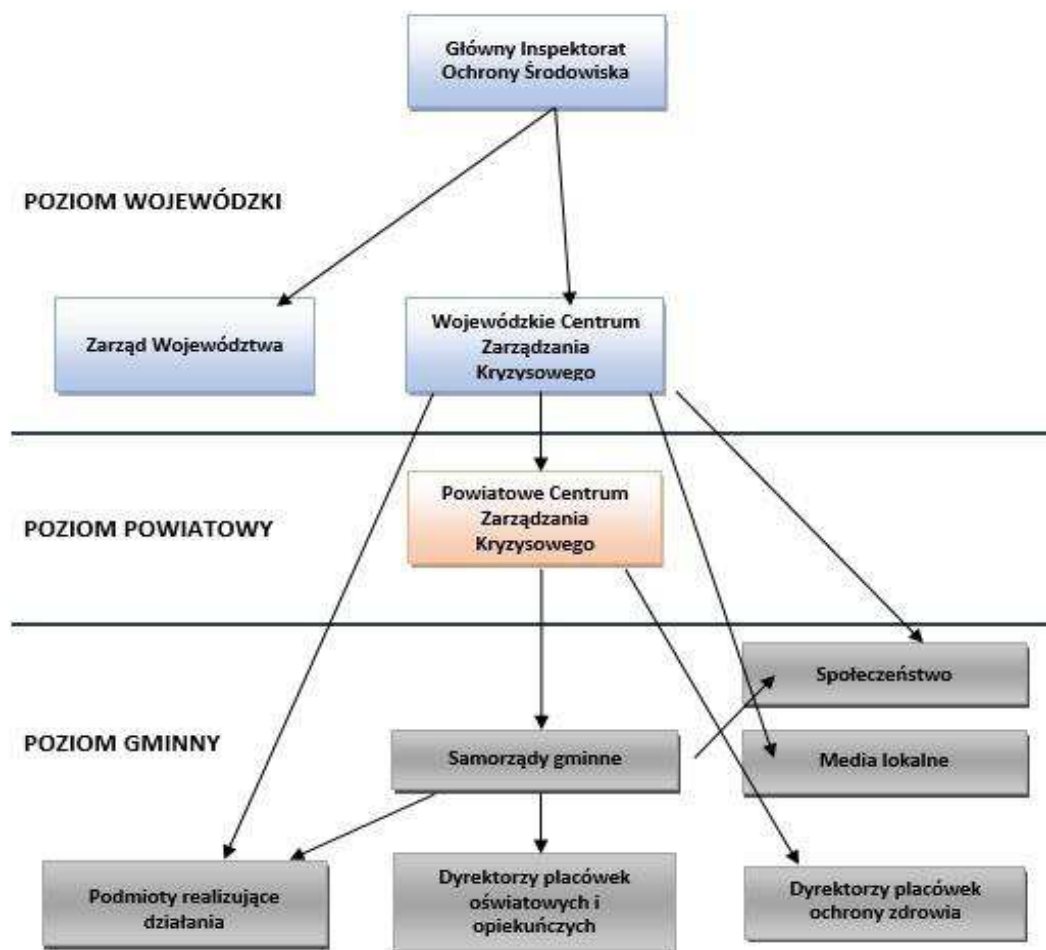 Główny Inspektorat
Ochrony Środowiska
POZIOM WOJEWÓDZKI
Zarząd Województwa
Wojewódzkie Centrum
Zarządzania
Kryzysowego
POZIOM POWIATOWY
Powiatowe Centrum
Zarządzania
Kryzysowego
Społeczeństwo
POZIOM GMINNY
Samorządy gminne
Media lokalne
Podmioty realizujące
działania
Dyrektorzy placówek
oświatowych i
opiekuńczych
Dyrektorzy placówek
ochrony zdrowia